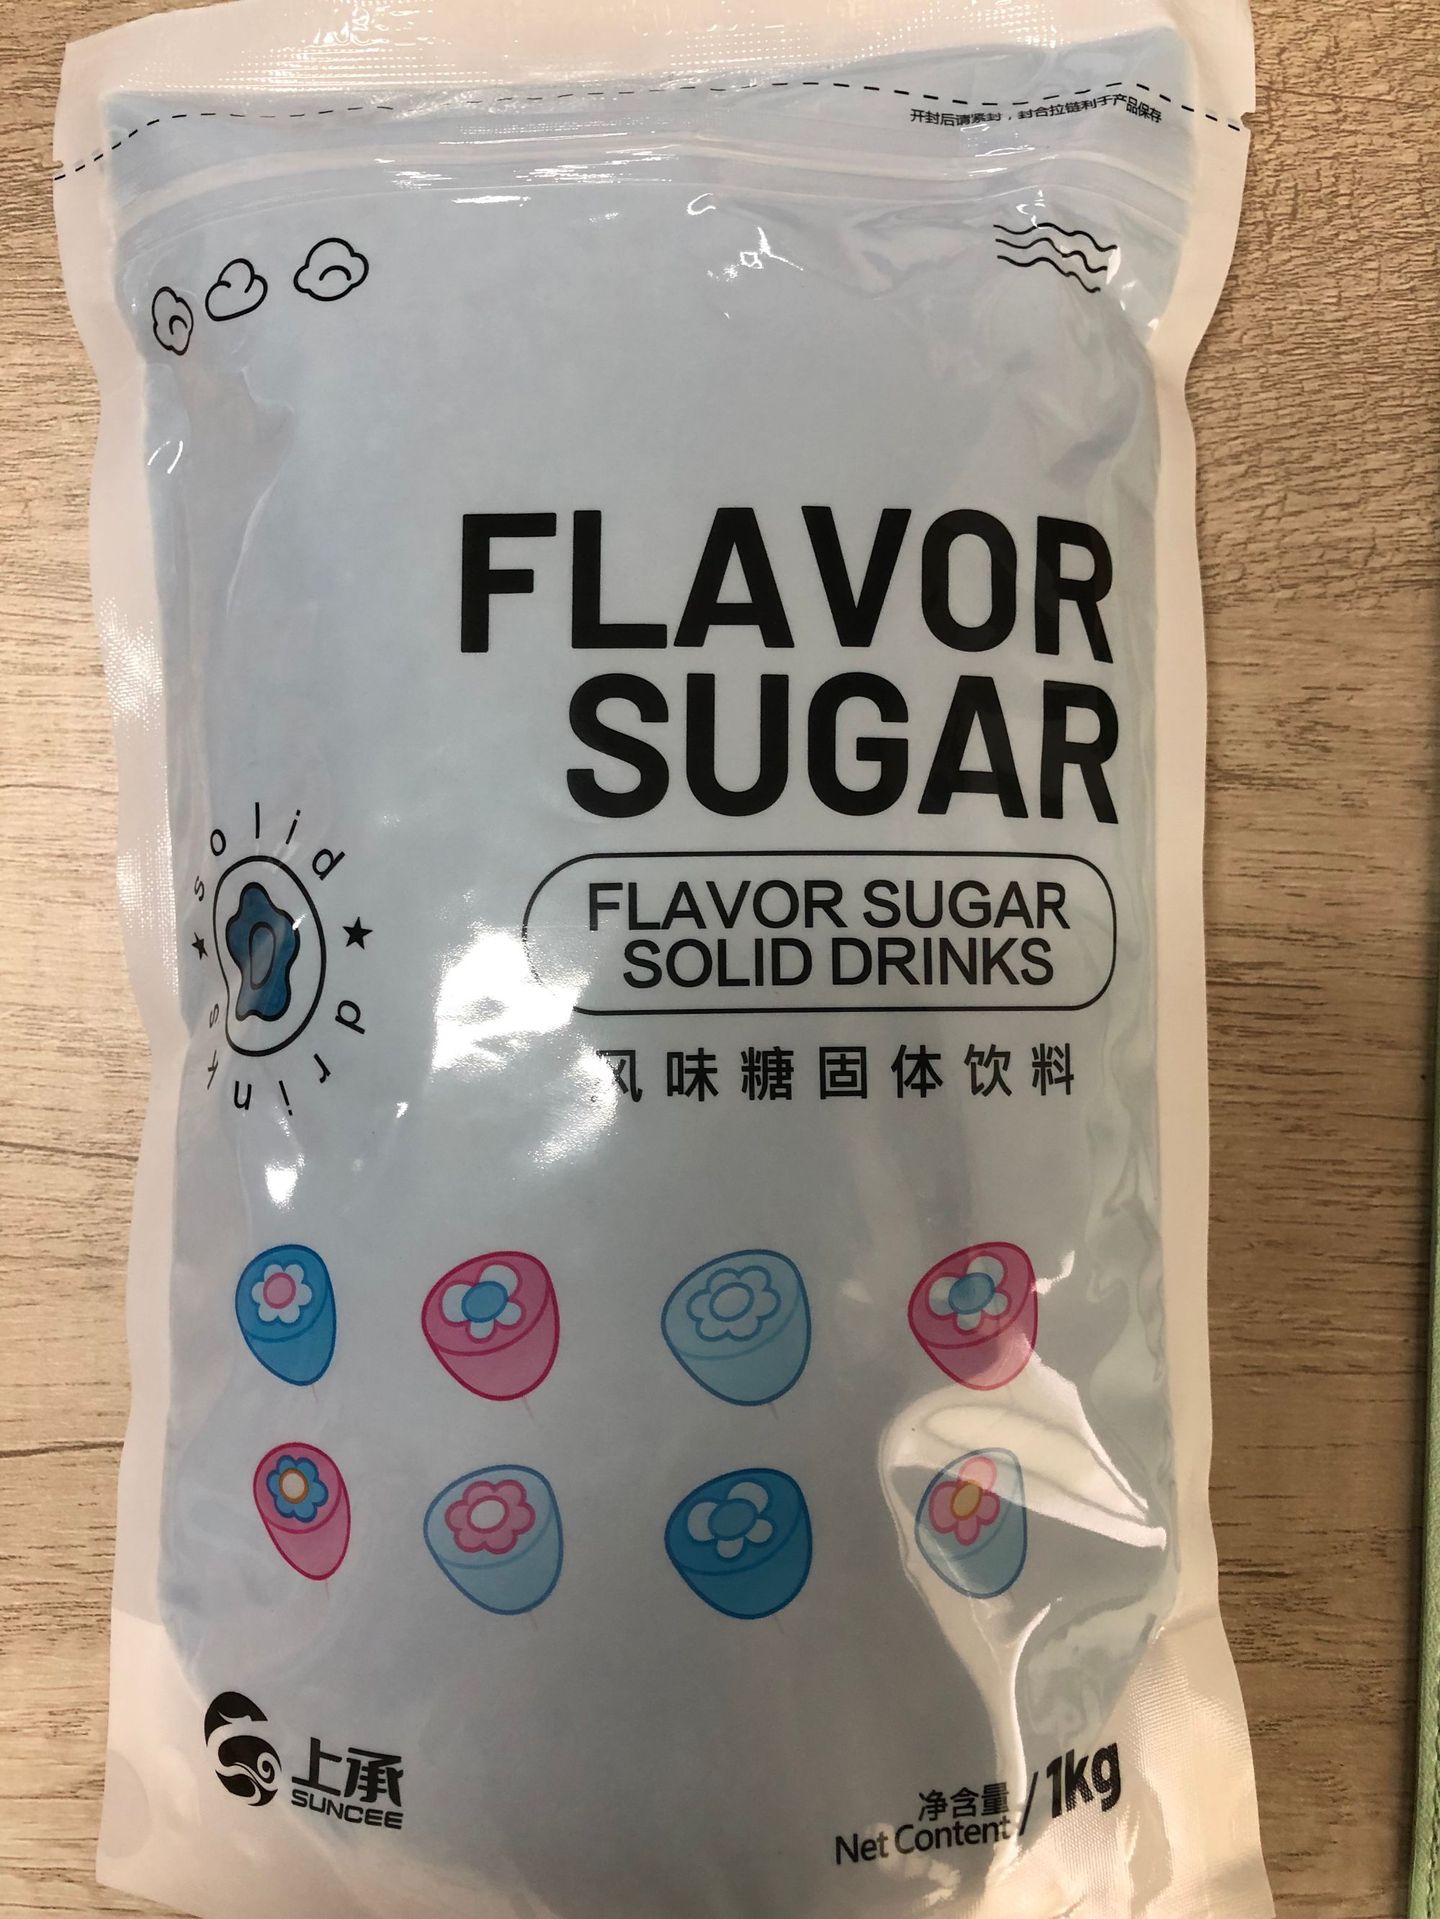 开封后请紧封，封合拉链利于产品保存
FLAVOR
SUGAR
solid ★ drinks ★
FLAVOR SUGAR
SOLID DRINKS
风味糖固体饮料
上承
SUNCEE
净含量
Net Content / 1kg